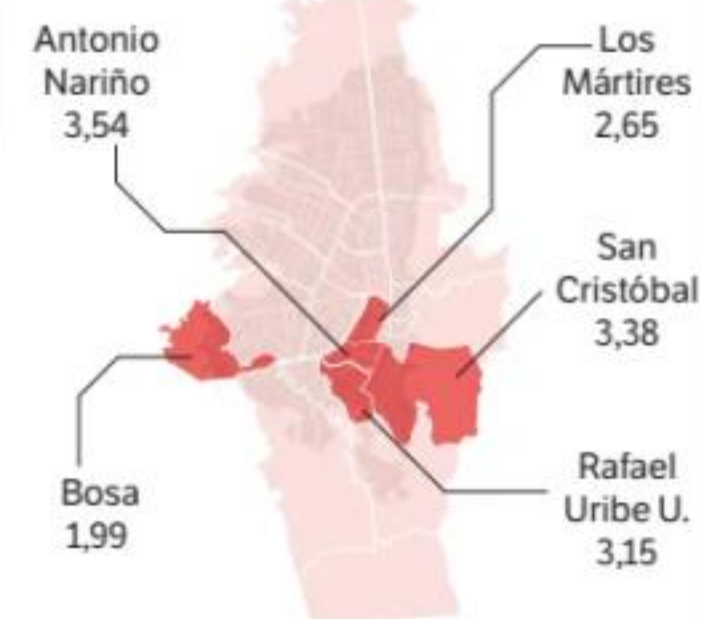 Antonio
Nariño
3,54
Los
Mártires
2,65
San
Cristóbal
3,38
Bosa
1,99
Rafael
Uribe U.
3,15